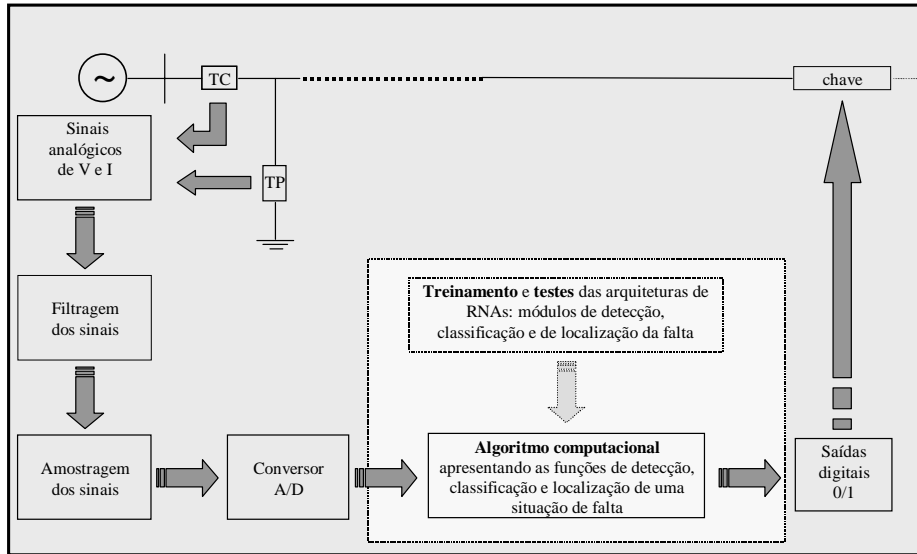 ~
TC
chave
Sinais
analógicos
de V e I
TP
Treinamento e testes das arquiteturas de
RNAs: módulos de detecção,
classificação e de localização da falta
Filtragem
dos sinais
Amostragem
dos sinais
Conversor
A/D
Algoritmo computacional
apresentando as funções de detecção,
classificação e localização de uma
situação de falta
Saídas
digitais
0/1